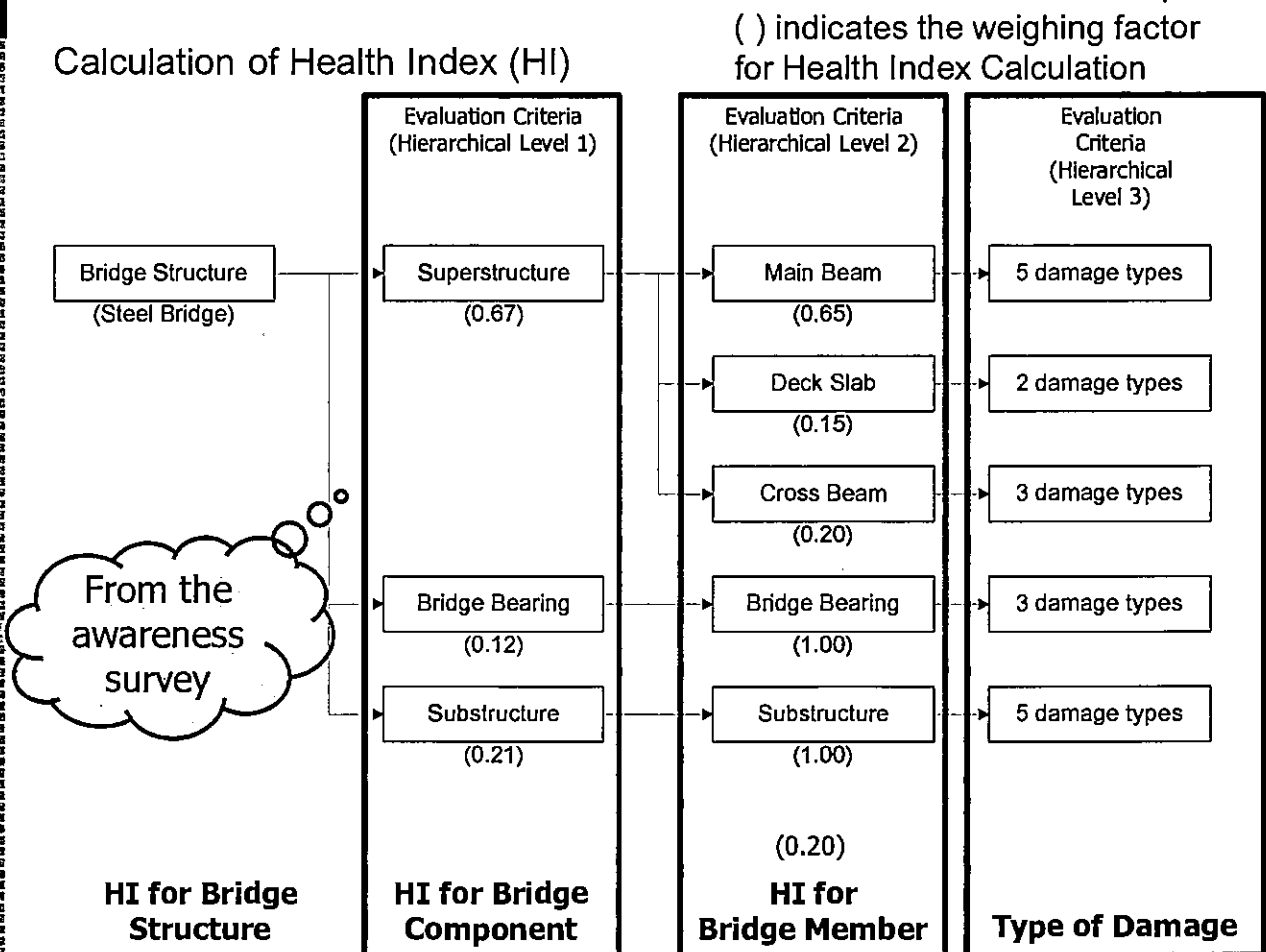 ( ) indicates the weighing factor
for Health Index Calculation
Calculation of Health Index (HI)
Evaluation Criteria
(Hierarchical Level 1)
Evaluation Criteria
(Hierarchical Level 2)
Evaluation
Criteria
(Hierarchical
Level 3)
Bridge Structure
(Steel Bridge)
Superstructure
(0.67)
Main Beam
(0.65)
5 damage types
Deck Slab
(0.15)
2 damage types
Cross Beam
(0.20)
3 damage types
From the
awareness
survey
Bridge Bearing
(0.12)
Bridge Bearing
(1.00)
3 damage types
Substructure
(0.21)
Substructure
(1.00)
5 damage types
(0.20)
HI for Bridge
Structure
HI for Bridge
Component
HI for
Bridge Member
Type of Damage